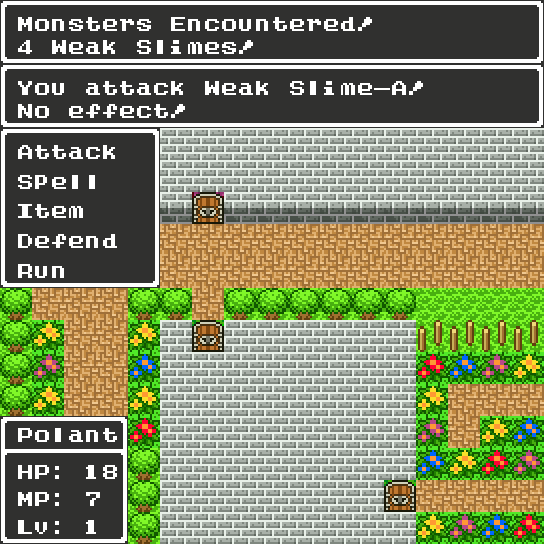 Monsters Encountered!
4 Weak Slimes!
You attack Weak Slime-A!
No effect!
Attack
SPell
Item
Defend
Run
Polant
HP: 18
MP: 7
Lv: 1